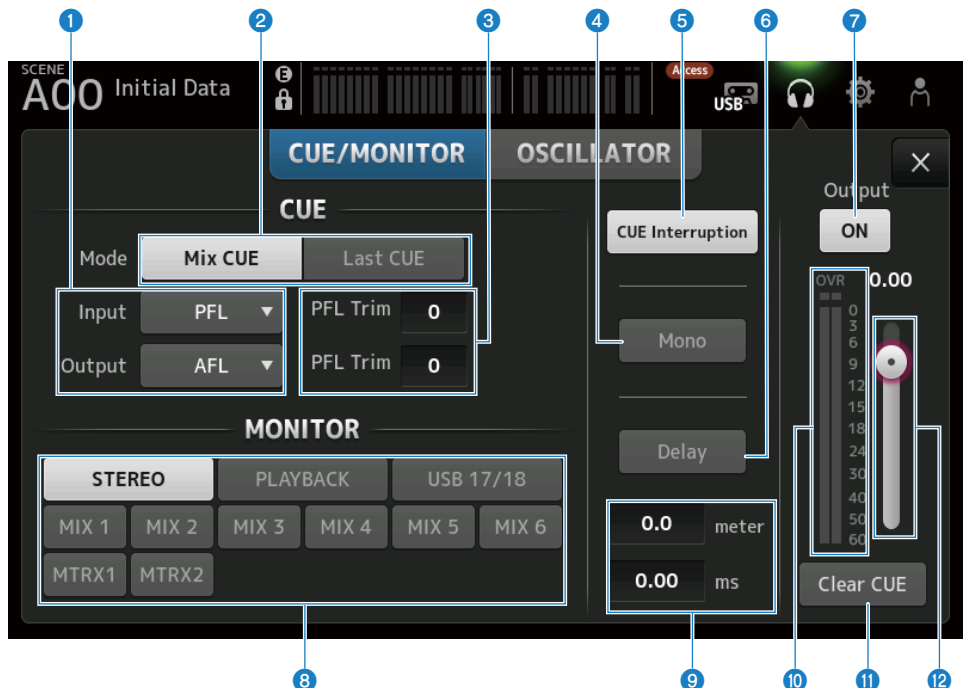 1 2 3 4 5 6 7
SCENE
A00 Initial Data E Access USB
CUE/MONITOR OSCILLATOR ×
CUE
Mode Mix CUE Last CUE
Input PFL ▼ PFL Trim 0
Output AFL ▼ PFL Trim 0
MONITOR
STEREO PLAYBACK USB 17/18
MIX 1 MIX 2 MIX 3 MIX 4 MIX 5 MIX 6
MTRX1 MTRX2
CUE Interruption
Mono
Delay
0.0 meter
0.00 ms
Output
ON
OVR 0.00
0
3
6
9
12
15
18
24
30
40
50
60
Clear CUE
8 9 10 11 12